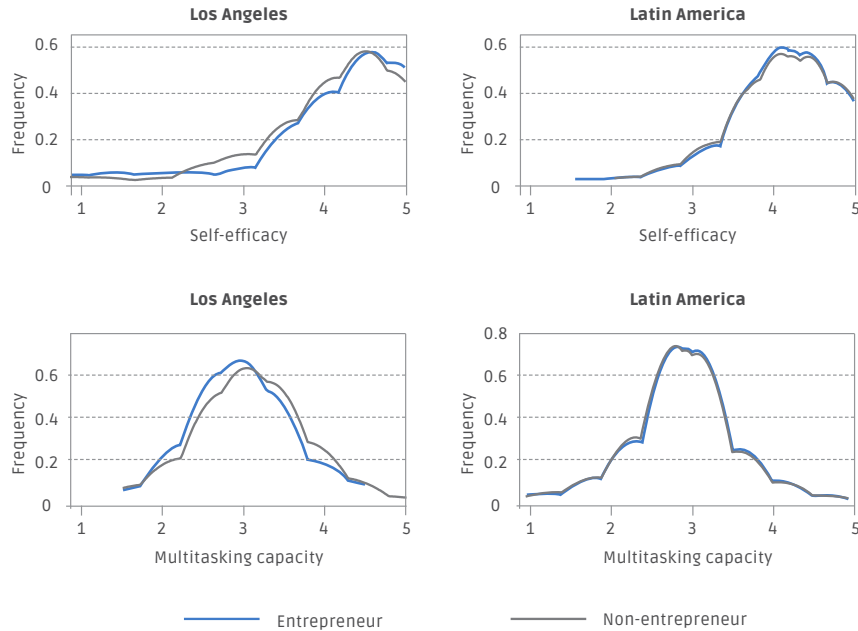 Los Angeles
Frequency
0.6
0.4
0.2
0
1 2 3 4 5
Self-efficacy
Latin America
Frequency
0.6
0.4
0.2
0
1 2 3 4 5
Self-efficacy
Los Angeles
Frequency
0.6
0.4
0.2
0
1 2 3 4 5
Multitasking capacity
Latin America
Frequency
0.8
0.6
0.4
0.2
0
1 2 3 4 5
Multitasking capacity
Entrepreneur Non-entrepreneur